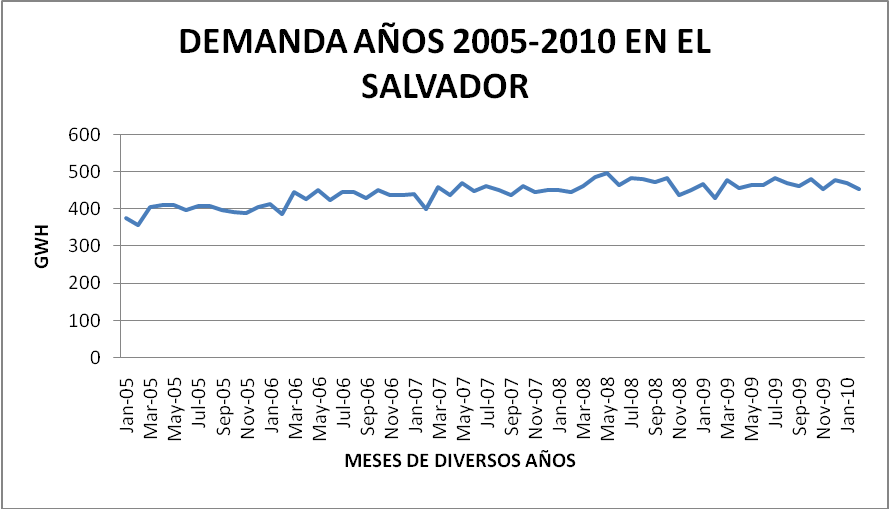 DEMANDA AÑOS 2005-2010 EN EL
SALVADOR
600
500
400
300
200
100
0
GWH
Jan-05
Mar-05
May-05
Jul-05
Sep-05
Nov-05
Jan-06
Mar-06
May-06
Jul-06
Sep-06
Nov-06
Jan-07
Mar-07
May-07
Jul-07
Sep-07
Nov-07
Jan-08
Mar-08
May-08
Jul-08
Sep-08
Nov-08
Jan-09
Mar-09
May-09
Jul-09
Sep-09
Nov-09
Jan-10
MESES DE DIVERSOS AÑOS